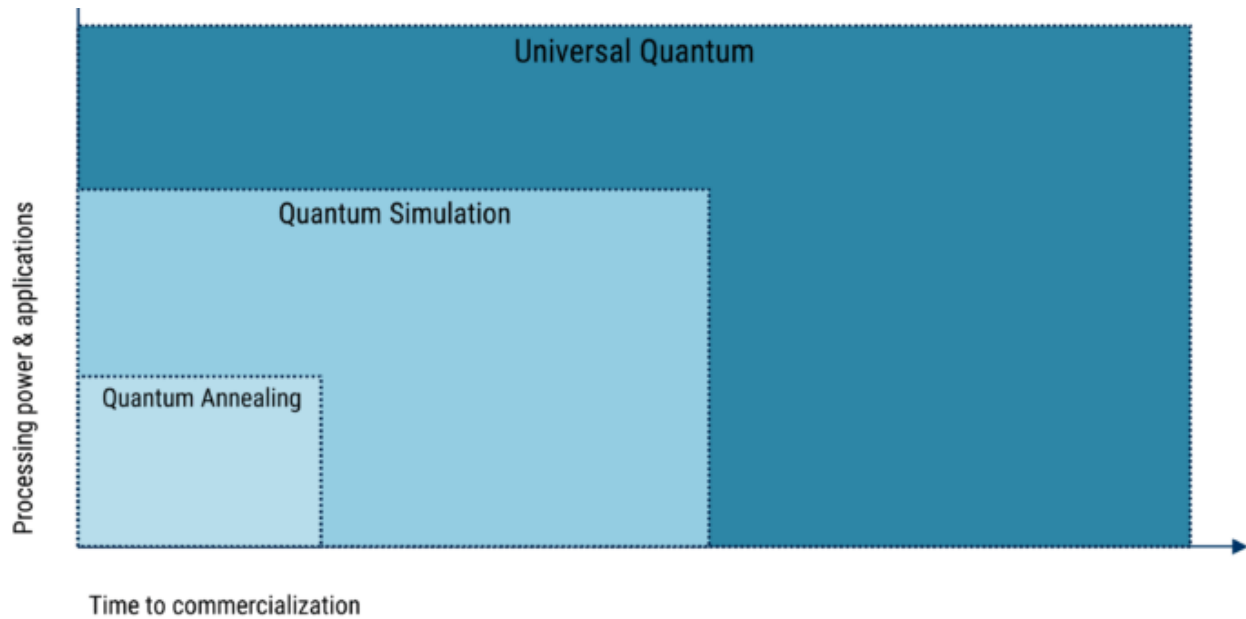 Universal Quantum
Quantum Simulation
Quantum Annealing
Processing power & applications
Time to commercialization